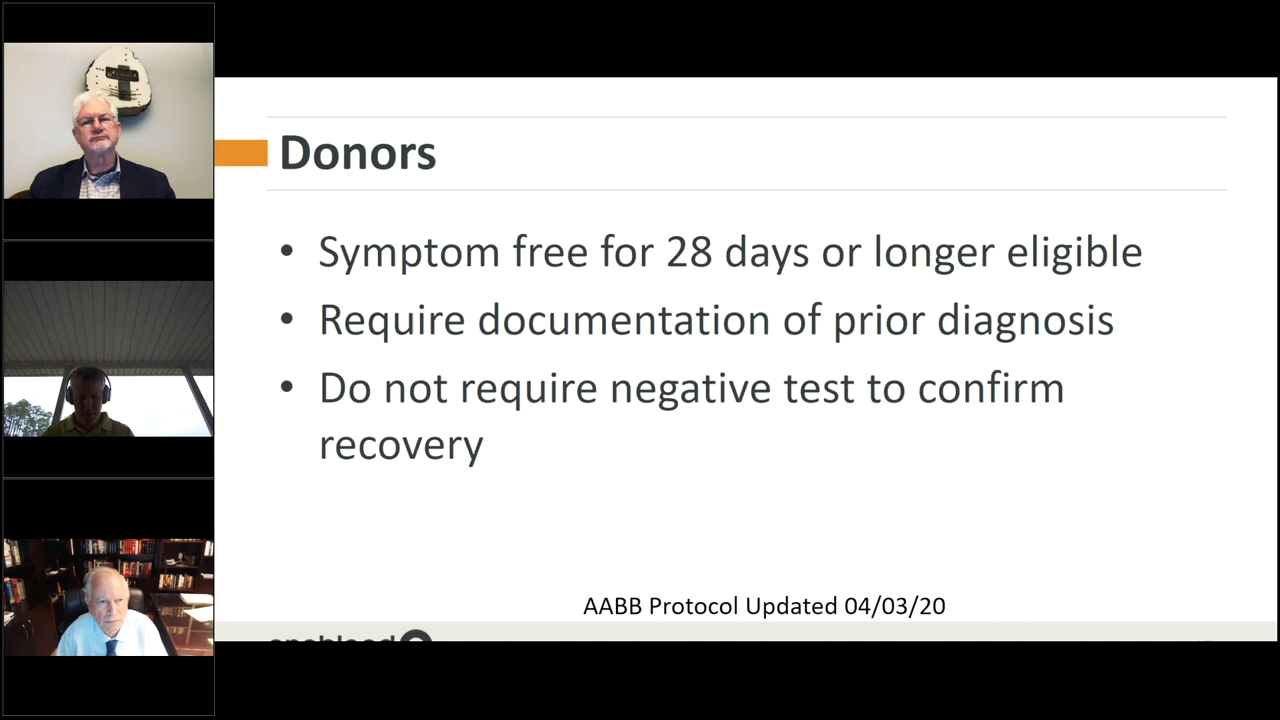 Donors
• Symptom free for 28 days or longer eligible
• Require documentation of prior diagnosis
• Do not require negative test to confirm
recovery
AABB Protocol Updated 04/03/20